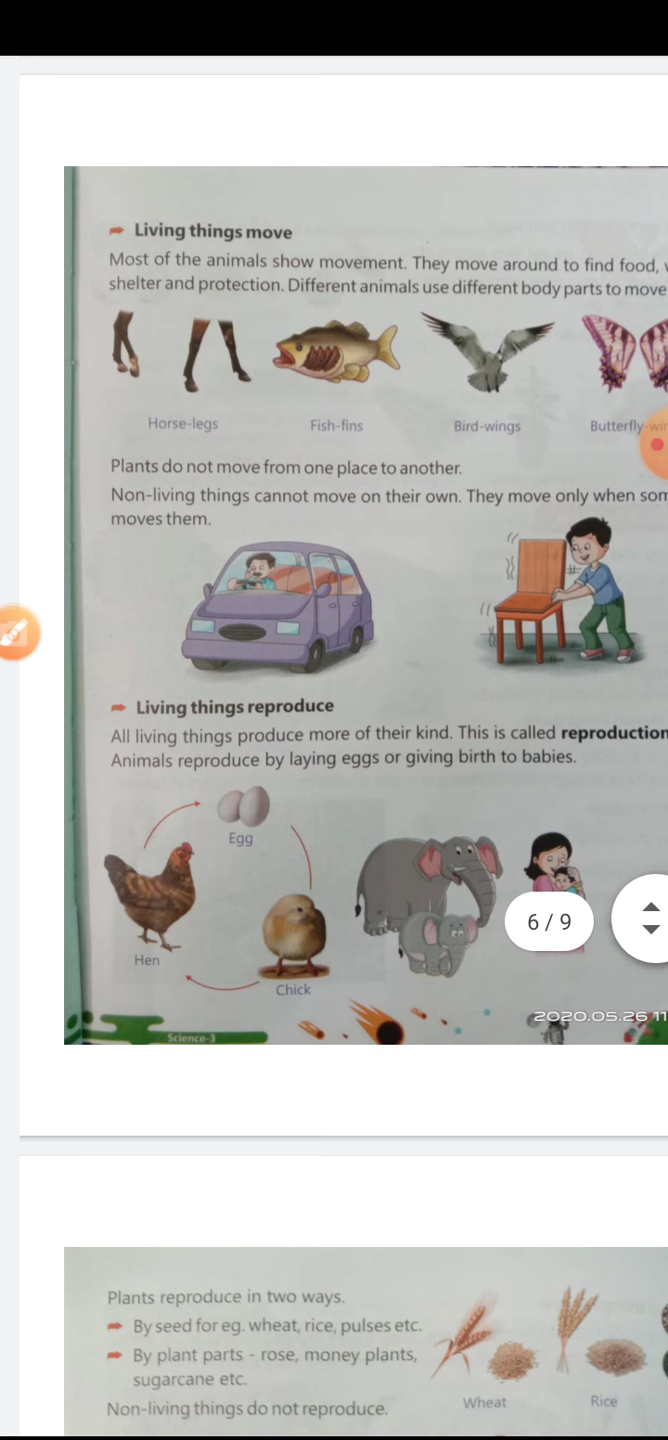 Living things move
Most of the animals show movement. They move around to find food,
shelter and protection. Different animals use different body parts to move
Horse-legs Fish-fins Bird-wings Butterfly-win
Plants do not move from one place to another.
Non-living things cannot move on their own. They move only when som
moves them.
Living things reproduce
All living things produce more of their kind. This is called reproduction
Animals reproduce by laying eggs or giving birth to babies.
Egg
6 / 9
Hen
Chick
2020.05.26 11
Science-3
Plants reproduce in two ways.
By seed for eg. wheat, rice, pulses etc.
By plant parts - rose, money plants,
sugarcane etc.
Wheat Rice
Non-living things do not reproduce.